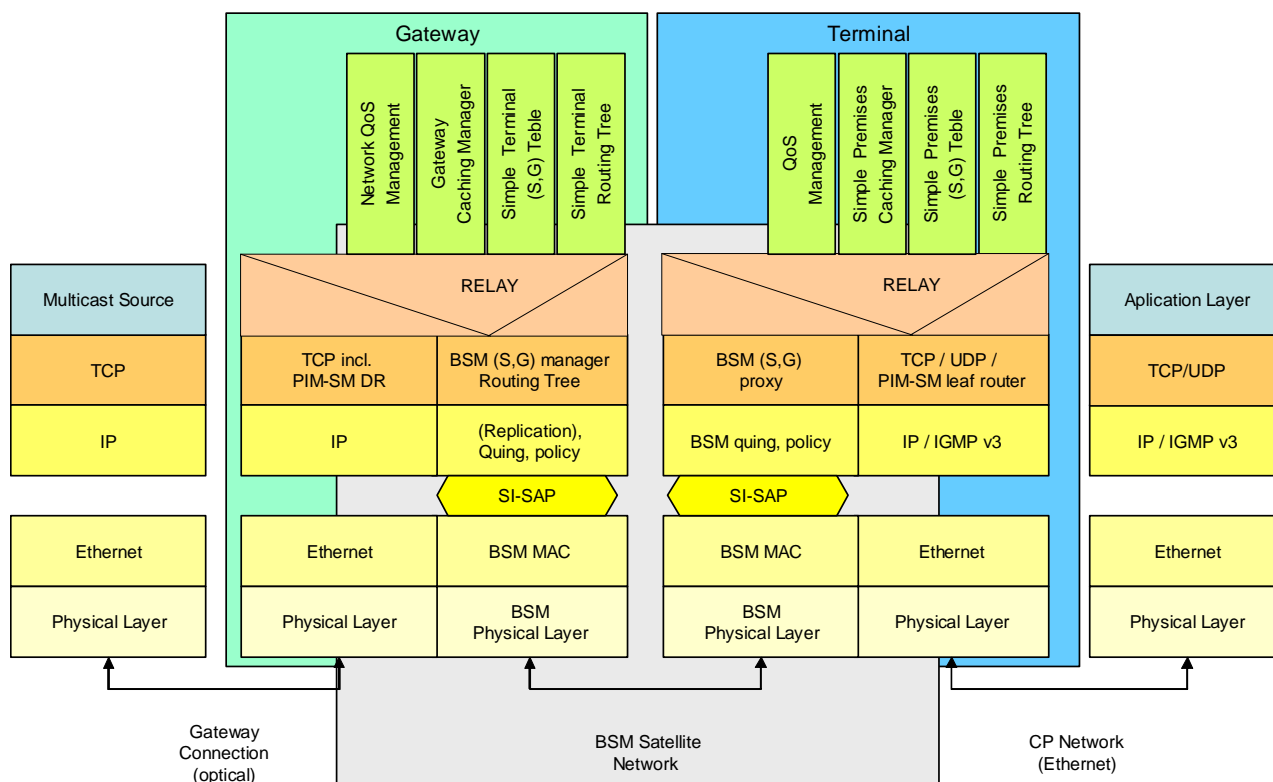 Gateway
Terminal
Network QoS
Management
Gateway
Caching Manager
Simple Terminal
(S,G) Teble
Simple Terminal
Routing Tree
QoS
Management
Simple Premises
Caching Manager
Simple Premises
(S,G) Teble
Simple Premises
Routing Tree
RELAY
RELAY
Multicast Source
Aplication Layer
TCP
TCP incl.
PIM-SM DR
BSM (S,G) manager
Routing Tree
BSM (S,G)
proxy
TCP / UDP /
PIM-SM leaf router
TCP/UDP
IP
IP
(Replication),
Quing, policy
BSM quing, policy
IP / IGMP v3
IP / IGMP v3
SI-SAP
SI-SAP
Ethernet
Ethernet
BSM MAC
BSM MAC
Ethernet
Ethernet
Physical Layer
Physical Layer
BSM
Physical Layer
BSM
Physical Layer
Physical Layer
Physical Layer
Gateway
Connection
(optical)
BSM Satellite
Network
CP Network
(Ethernet)